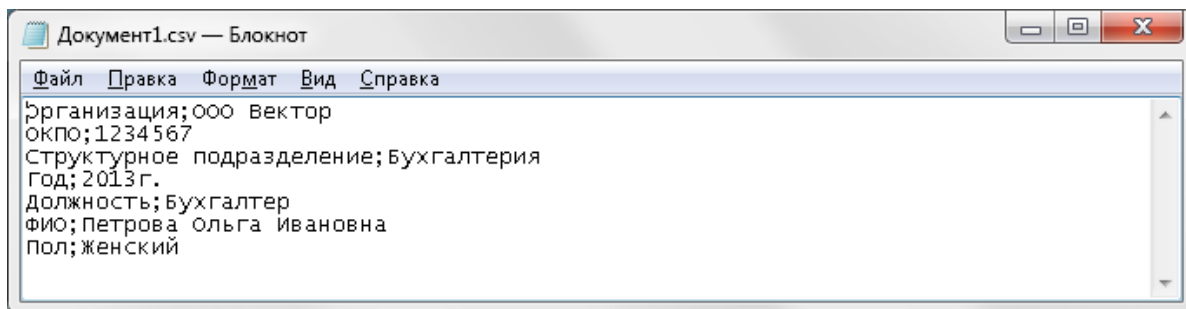 Документ1.csv — Блокнот
Файл Правка Формат Вид Справка
Организация;ООО Вектор
ОКПО;1234567
Структурное подразделение;Бухгалтерия
Год;2013г.
Должность;Бухгалтер
ФИО;Петрова Ольга Ивановна
Пол;Женский